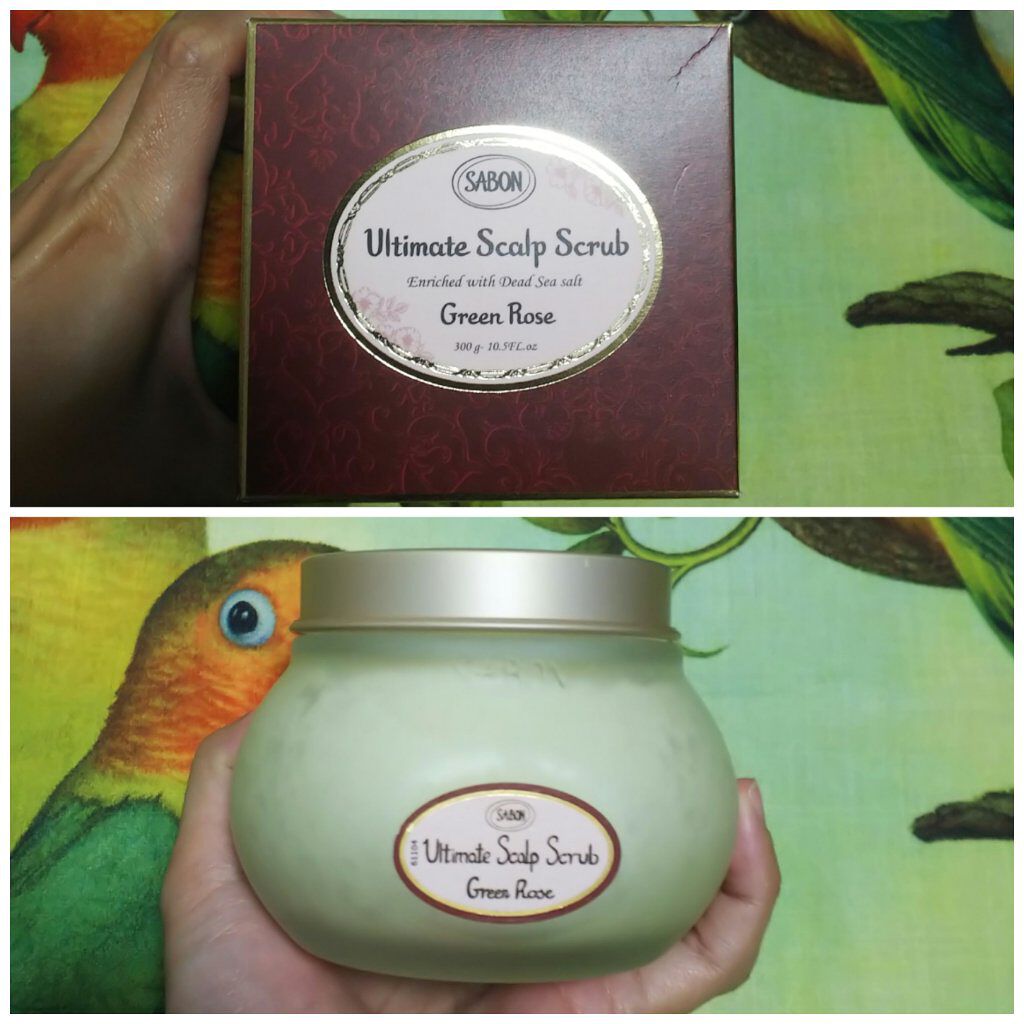 SABON
Ultimate Scalp Scrub
Enriched with Dead Sea salt
Green Rose
300 g- 10.5FL.oz
SABON
61104
Ultimate Scalp Scrub
Green Rose